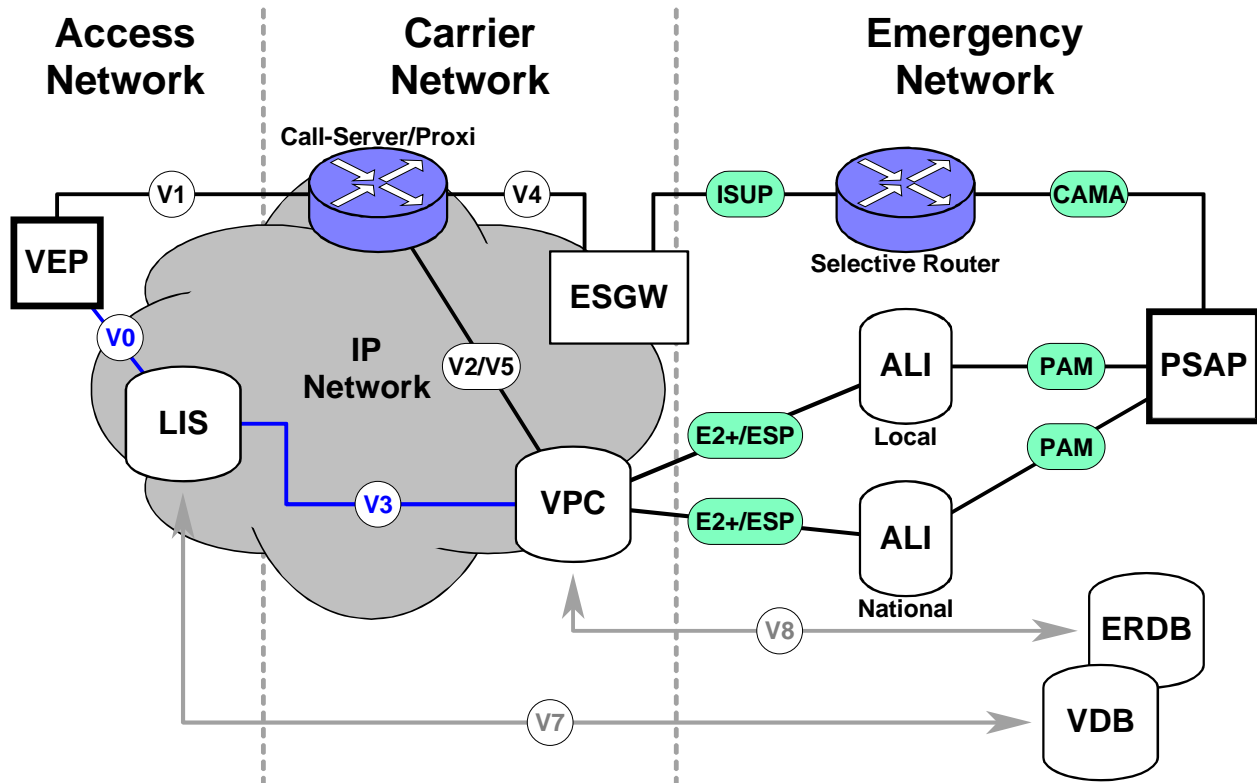 Access
Network
Carrier
Network
Emergency
Network
Call-Server/Proxi
V1
V4
ISUP
CAMA
VEP
ESGW
Selective Router
V0
IP
Network
V2/V5
ALI
Local
PAM
PSAP
LIS
E2+/ESP
PAM
V3
VPC
E2+/ESP
ALI
National
V8
ERDB
V7
VDB